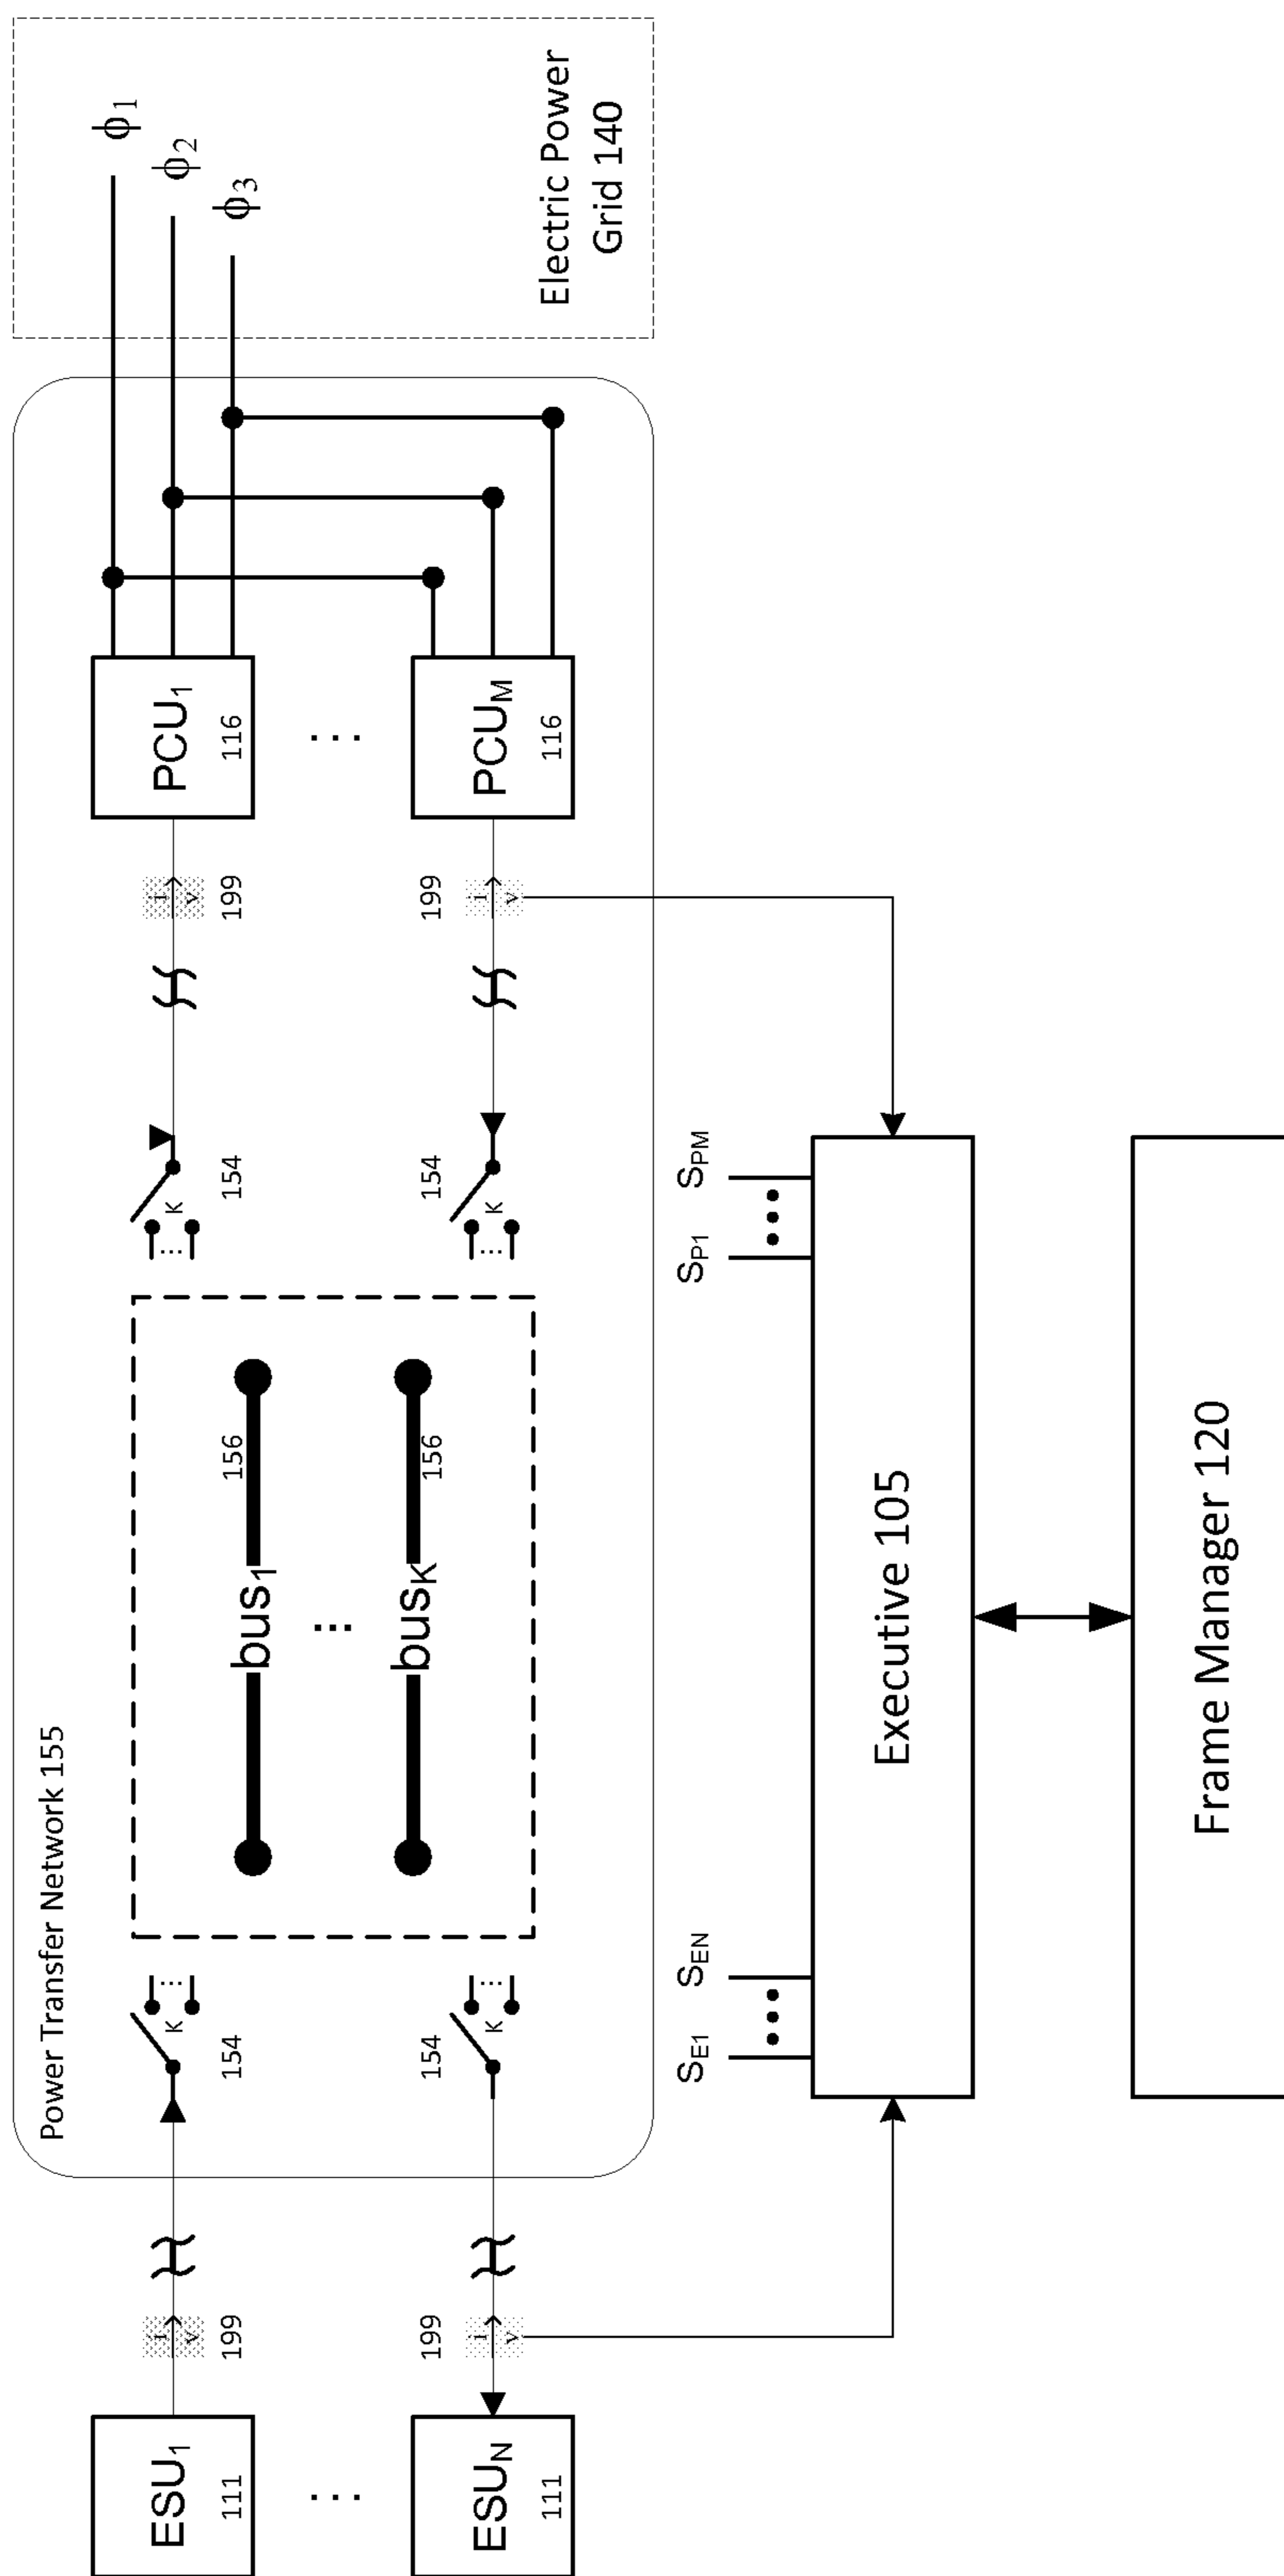 Power Transfer Network 155
Electric Power
Grid 140
ϕ1
ϕ2
ϕ3
ESU1
111
i
v
199
154
K
...
bus1
156
...
K
154
i
v
199
PCU1
116
...
...
...
ESUN
111
i
v
199
154
K
...
busK
156
...
K
154
i
v
199
PCUM
116
SE1
...
SEN
SP1
...
SPM
Executive 105
Frame Manager 120